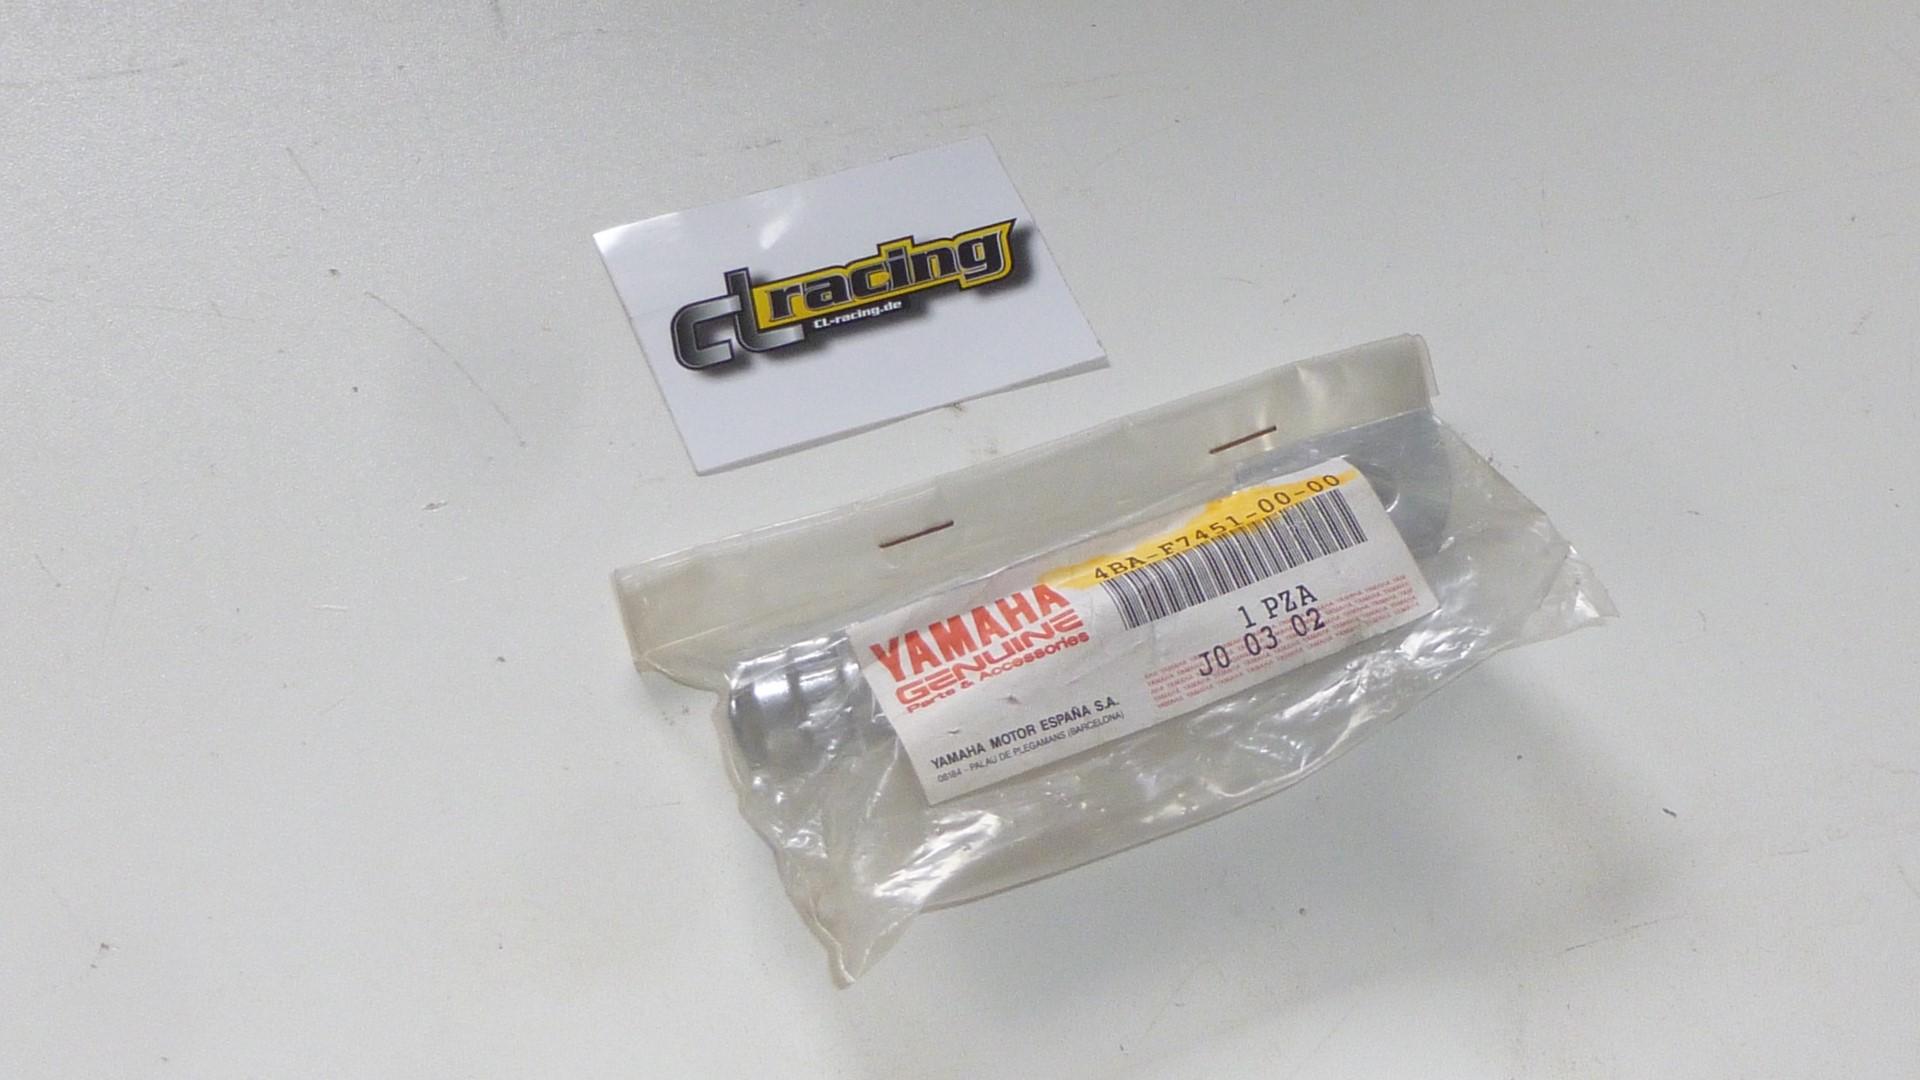 CL racing
CL-racing.de
4BA-F7451-00-00
YAMAHA
GENUINE
Parts & Accessories
1 PZA
JO 03 02
YAMAHA MOTOR ESPAÑA S.A.
08184 - PALAU DE PLEGAMANS (BARCELONA)